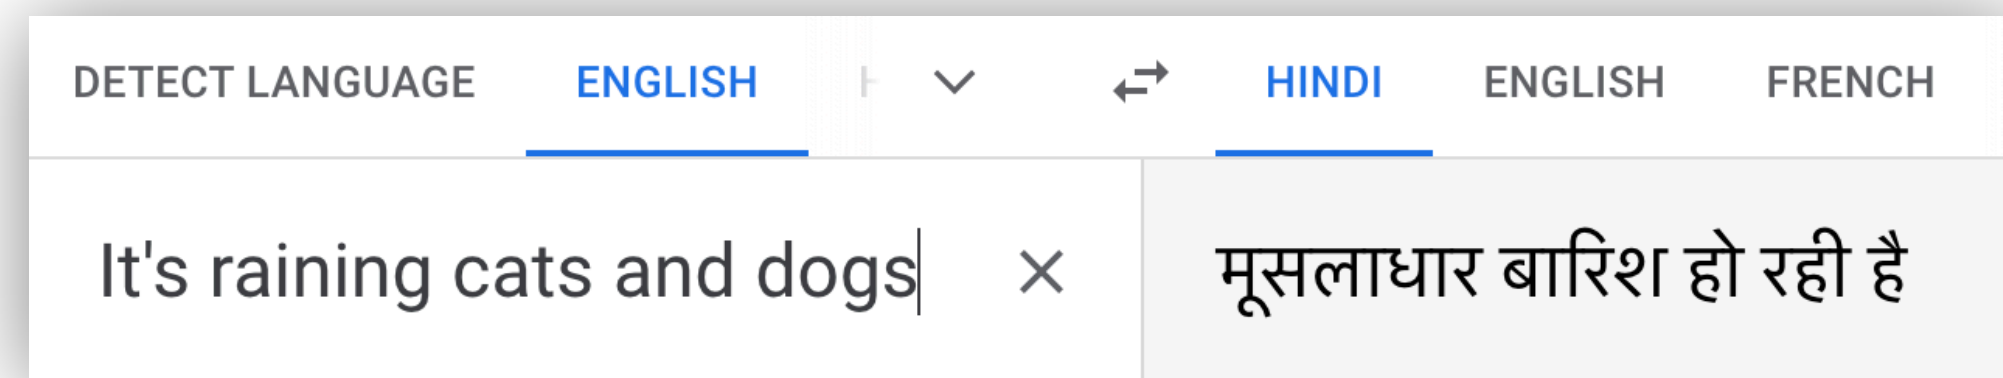 DETECT LANGUAGE ENGLISH HINDI ENGLISH FRENCH
It's raining cats and dogs
मूसलाधार बारिश हो रही है